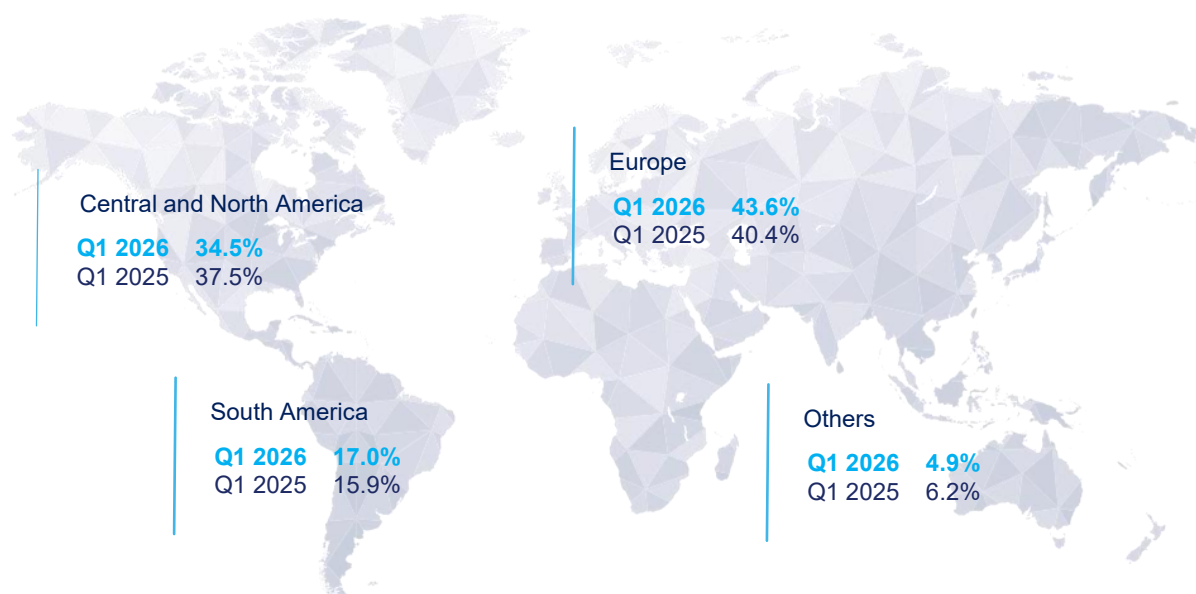 Central and North America
Q1 2026 34.5%
Q1 2025 37.5%
Europe
Q1 2026 43.6%
Q1 2025 40.4%
South America
Q1 2026 17.0%
Q1 2025 15.9%
Others
Q1 2026 4.9%
Q1 2025 6.2%